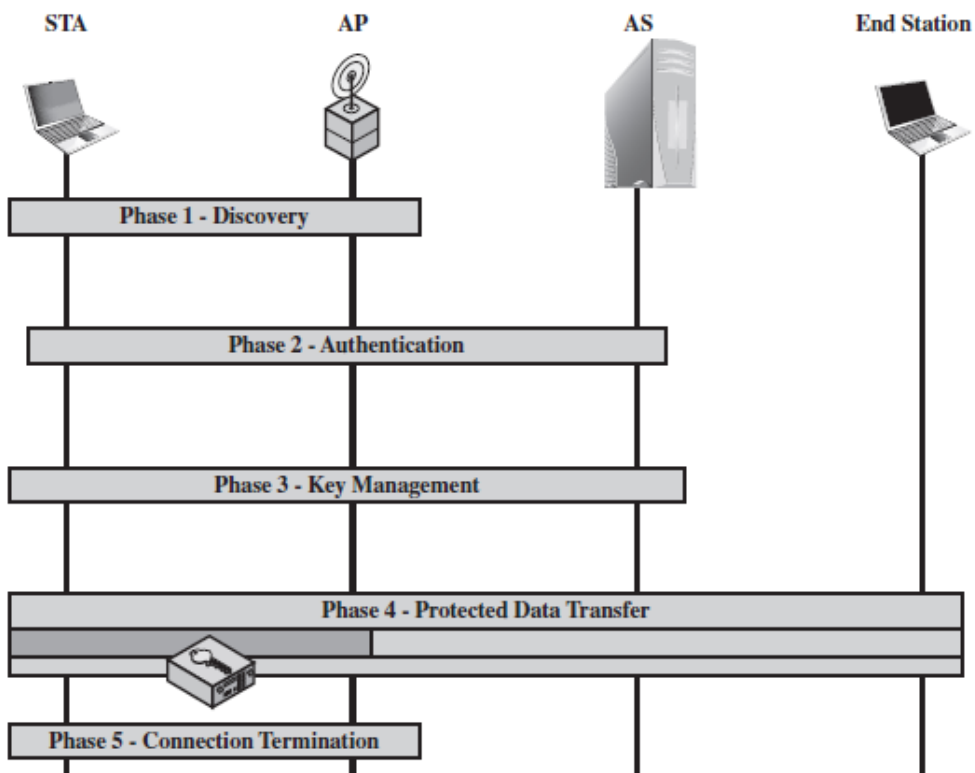 STA AP AS End Station
Phase 1 - Discovery
Phase 2 - Authentication
Phase 3 - Key Management
Phase 4 - Protected Data Transfer
Phase 5 - Connection Termination